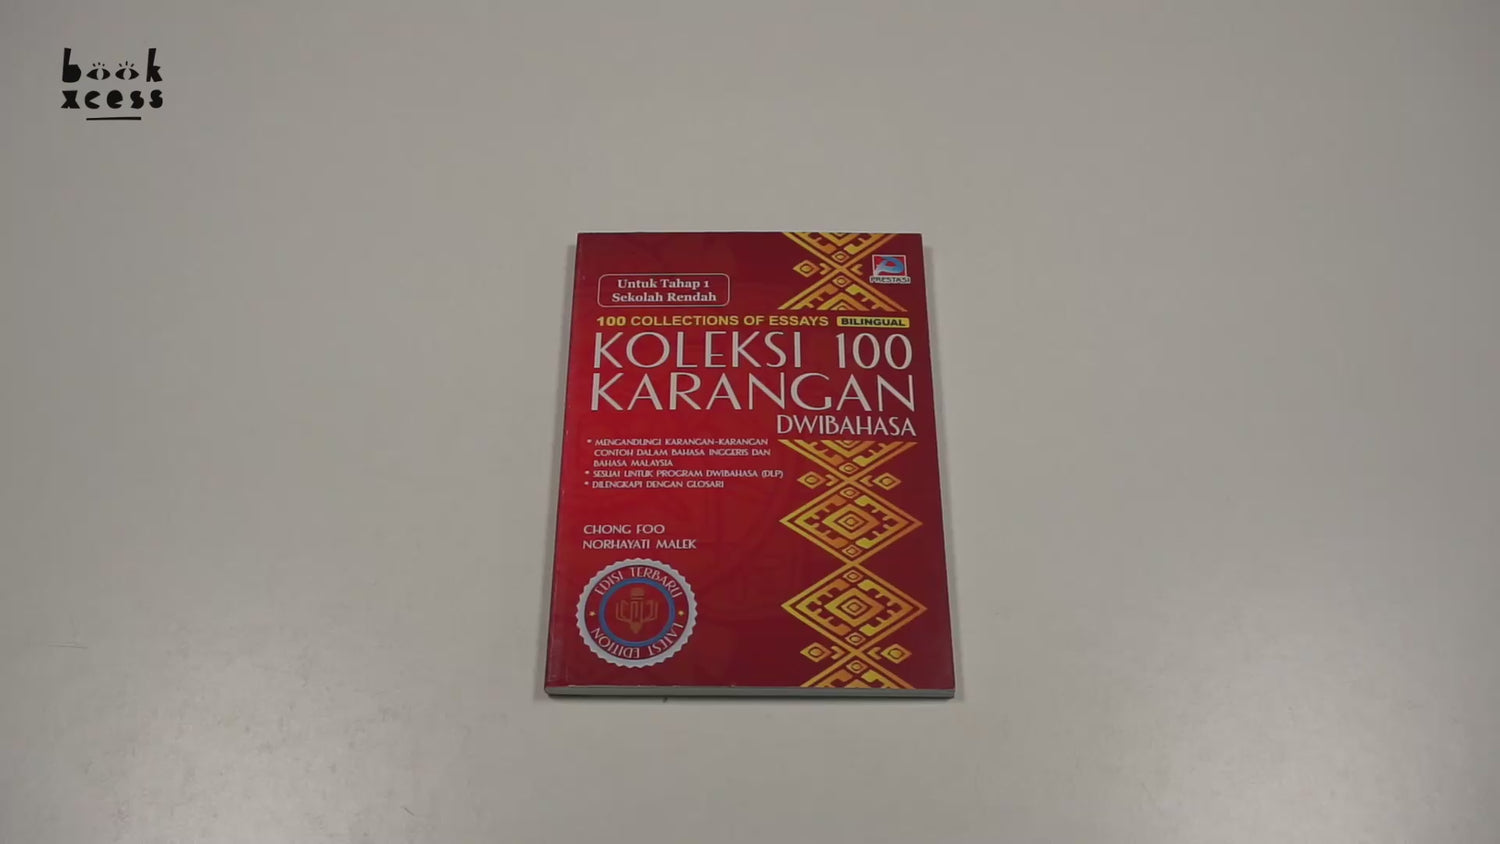 book
xcess
Untuk Tahap 1
Sekolah Rendah
PRESTASI
100 COLLECTIONS OF ESSAYS BILINGUAL
KOLEKSI 100
KARANGAN
DWIBAHASA
* MENGANDUNGI KARANGAN-KARANGAN
CONTOH DALAM BAHASA INGGERIS DAN
BAHASA MALAYSIA
* SESUAI UNTUK PROGRAM DWIBAHASA (DLP)
* DILENGKAPI DENGAN GLOSARI
CHONG FOO
NORHAYATI MALEK
EDISI TERBARU
LATEST EDITION